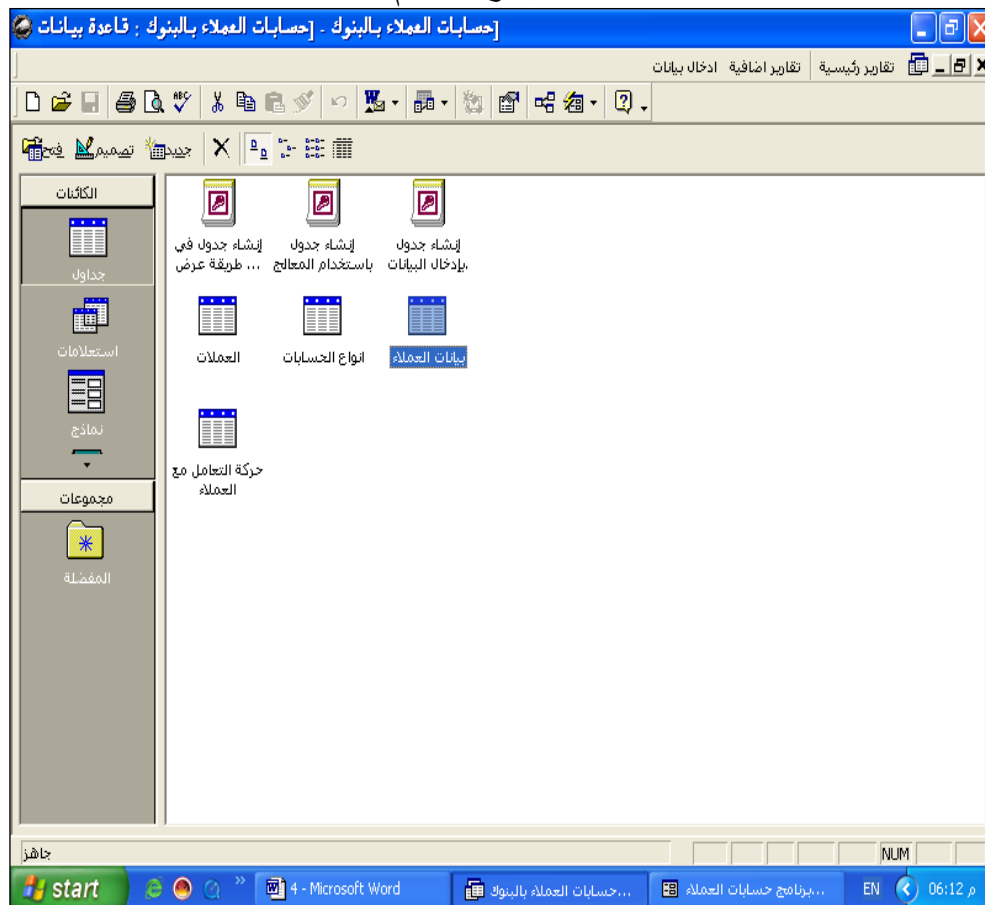 [حسابات العملاء بالبنوك - [حسابات العملاء بالبنوك : قاعدة بيانات
تقارير رئيسية تقارير اضافية ادخال بيانات
فتح تصميم جديد
الكائنات
جداول
استعلامات
نماذج
مجموعات
المفضلة
إنشاء جدول في
طريقة عرض ...
إنشاء جدول
باستخدام المعالج
إنشاء جدول
بإدخال البيانات.
العملات
انواع الحسابات
بيانات العملاء
حركة التعامل مع
العملاء
جاهز
NUM
start
4 - Microsoft Word
حسابات العملاء بالبنوك...
برنامج حسابات العملاء...
EN
06:12 م